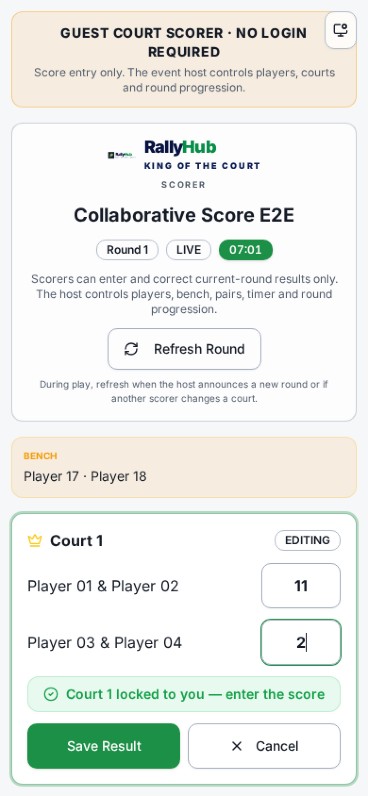 GUEST COURT SCORER · NO LOGIN
REQUIRED
Score entry only. The event host controls players, courts
and round progression.
RallyHub
RallyHub
KING OF THE COURT
SCORER
Collaborative Score E2E
Round 1 LIVE 07:01
Scorers can enter and correct current-round results only.
The host controls players, bench, pairs, timer and round
progression.
Refresh Round
During play, refresh when the host announces a new round or if
another scorer changes a court.
BENCH
Player 17 · Player 18
Court 1 EDITING
Player 01 & Player 02 11
Player 03 & Player 04 2
Court 1 locked to you — enter the score
Save Result Cancel